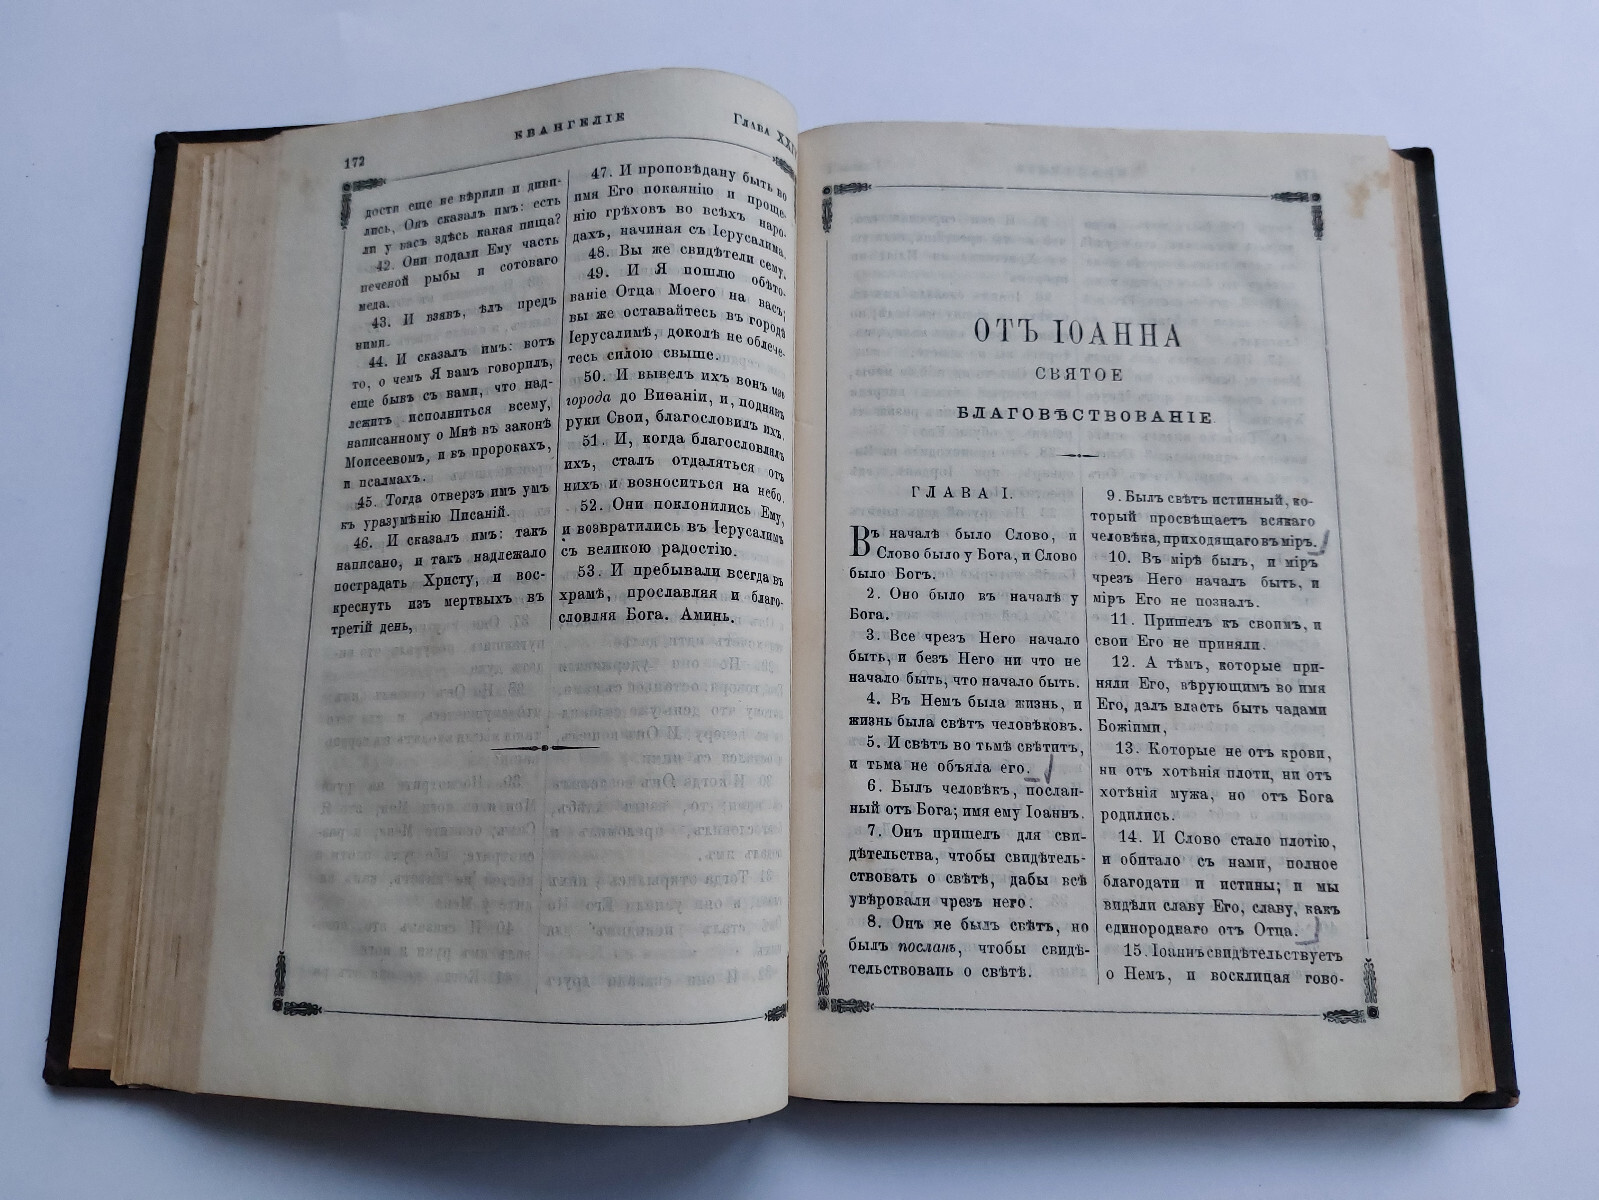 172
ЕВАНГЕЛІЕ
Глава XXIV
дости еще не вѣрили и диви-
лись, Онъ сказалъ имъ: есть
ли у васъ здѣсь какая пища?
42. Они подали Ему часть
печеной рыбы и сотоваго
меда.
43. И взявъ, ѣлъ предъ
ними.
44. И сказалъ имъ: вотъ
то, о чемъ Я вамъ говорилъ,
еще бывъ съ вами, что над-
лежитъ исполниться всему,
написанному о Мнѣ въ законѣ
Моисеевомъ, и въ пророкахъ,
и псалмахъ.
45. Тогда отверзъ имъ умъ
къ уразумѣнію Писаній.
46. И сказалъ имъ: такъ
написано, и такъ надлежало
пострадать Христу, и вос-
креснуть изъ мертвыхъ въ
третій день,
47. И проповѣдану быть во
имя Его покаянію и проще-
нію грѣховъ во всѣхъ наро-
дахъ, начиная съ Іерусалима.
48. Вы же свидѣтели сему.
49. И Я пошлю обѣто-
ваніе Отца Моего на васъ;
вы же оставайтесь въ городѣ
Іерусалимѣ, доколѣ не облече-
тесь силою свыше.
50. И вывелъ ихъ вонъ изъ
города до Виѳаніи, и, поднявъ
руки Свои, благословилъ ихъ.
51. И, когда благословлялъ
ихъ, сталъ отдаляться отъ
нихъ и возноситься на небо.
52. Они поклонились Ему,
и возвратились въ Іерусалимъ
съ великою радостію.
53. И пребывали всегда въ
храмѣ, прославляя и благо-
словляя Бога. Аминь.
ОТЪ ІОАННА
СВЯТОЕ
БЛАГОВѢСТВОВАНІЕ.
ГЛАВА I.
Въ началѣ было Слово, и
Слово было у Бога, и Слово
было Богъ.
2. Оно было въ началѣ у
Бога.
3. Все чрезъ Него начало
быть, и безъ Него ни что не
начало быть, что начало быть.
4. Въ Немъ была жизнь, и
жизнь была свѣтъ человѣковъ.
5. И свѣтъ во тьмѣ свѣтитъ,
и тьма не объяла его.
6. Былъ человѣкъ, послан-
ный отъ Бога; имя ему Іоаннъ.
7. Онъ пришелъ для сви-
дѣтельства, чтобы свидѣтель-
ствовать о свѣтѣ, дабы всѣ
увѣровали чрезъ него.
8. Онъ не былъ свѣтъ, но
былъ посланъ, чтобы свидѣ-
тельствовань о свѣтѣ.
9. Былъ свѣтъ истинный, ко-
торый просвѣщаетъ всякаго
человѣка, приходящаго въ міръ.
10. Въ мірѣ былъ, и міръ
чрезъ Него началъ быть, и
міръ Его не позналъ.
11. Пришелъ къ своимъ, и
свои Его не приняли.
12. А тѣмъ, которые при-
няли Его, вѣрующимъ во имя
Его, далъ власть быть чадами
Божіими,
13. Которые не отъ крови,
ни отъ хотѣнія плоти, ни отъ
хотѣнія мужа, но отъ Бога
родились.
14. И Слово стало плотію,
и обитало съ нами, полное
благодати и истины; и мы
видѣли славу Его, славу, какъ
единороднаго отъ Отца.
15. Іоаннъ свидѣтельствуетъ
о Немъ, и восклицая гово-